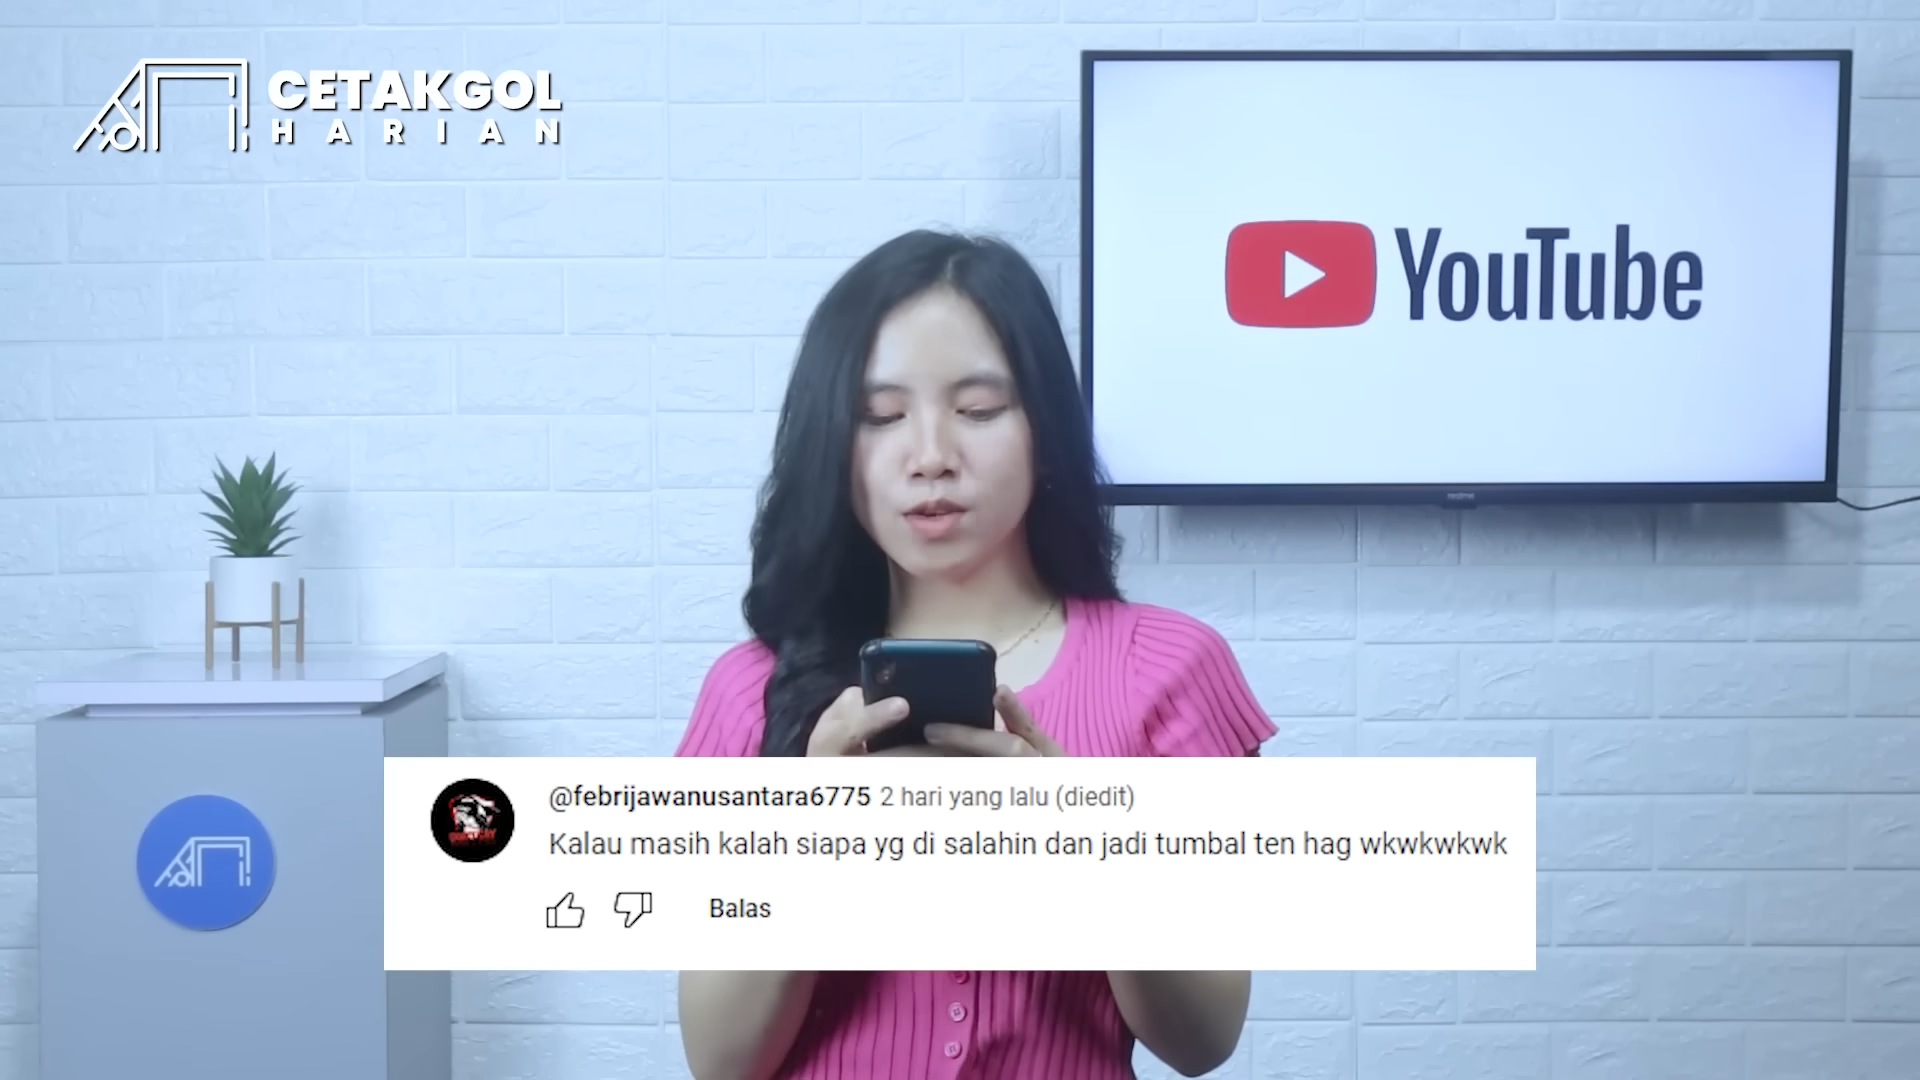 CETAKGOL
HARIAN
YouTube
realme
@febrijawanusantara6775 2 hari yang lalu (diedit)
Kalau masih kalah siapa yg di salahin dan jadi tumbal ten hag wkwkwkwk
Balas